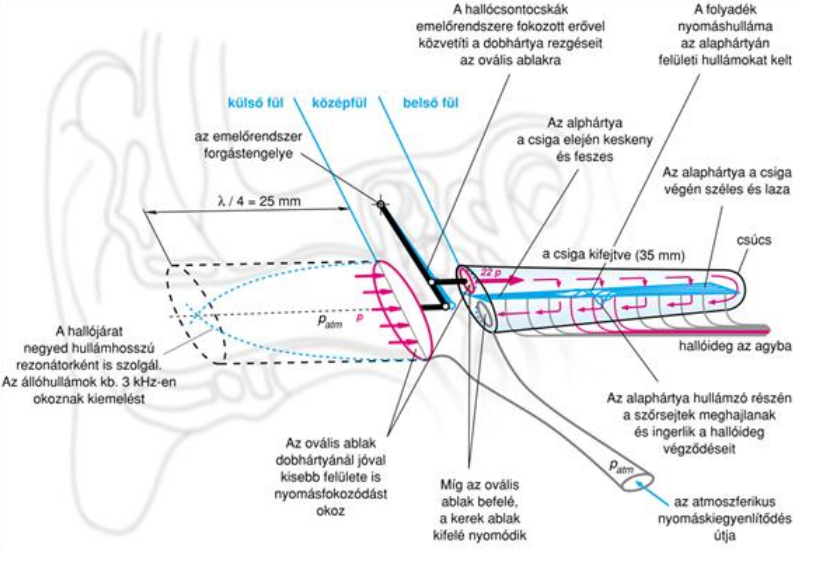 A hallócsontocskák
emelőrendszere fokozott erővel
közvetíti a dobhártya rezgéseit
az ovális ablakra
A folyadék
nyomáshulláma
az alaphártyán
felületi hullámokat kelt
külső fül
középfül
belső fül
az emelőrendszer
forgástengelye
Az alphártya
a csiga elején keskeny
és feszes
Az alaphártya a csiga
végén széles és laza
λ / 4 = 25 mm
a csiga kifejtve (35 mm)
csúcs
22 p
Patm
p
hallóideg az agyba
A hallójárat
negyed hullámhosszú
rezonátorként is szolgál.
Az állóhullámok kb. 3 kHz-en
okoznak kiemelést
Az alaphártya hullámzó részén
a szőrsejtek meghajlanak
és ingerlik a hallóideg
végződéseit
Az ovális ablak
dobhártyánál jóval
kisebb felülete is
nyomásfokozódást
okoz
Míg az ovális
ablak befelé,
a kerek ablak
kifelé nyomódik
Patm
az atmoszferikus
nyomáskiegyenlítődés
útja